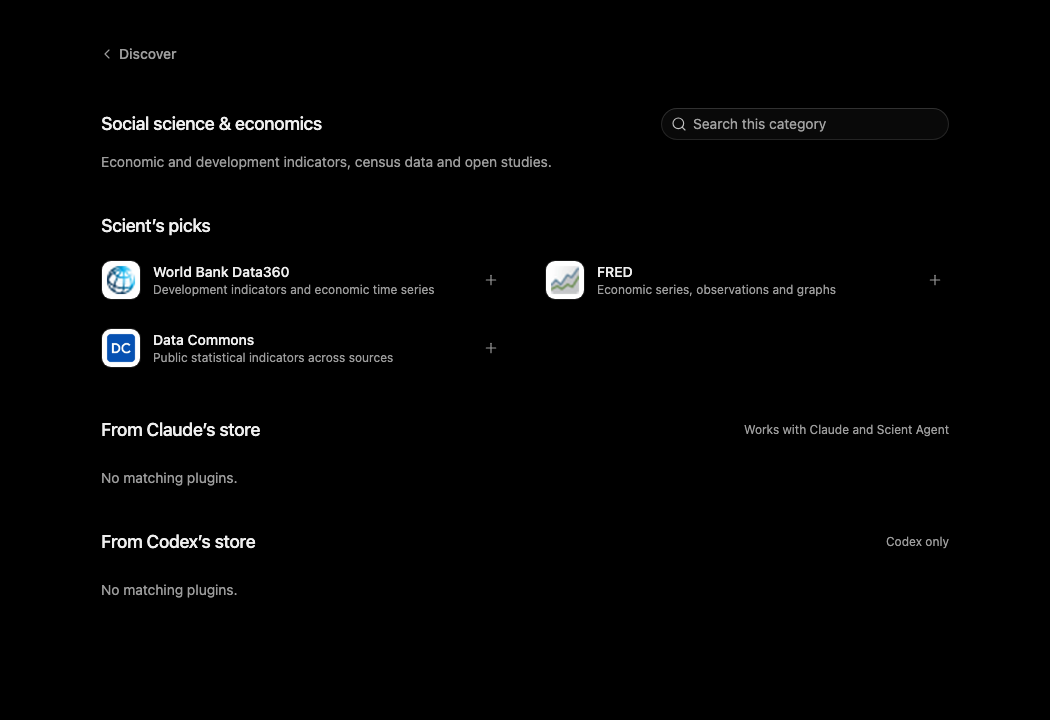 Discover
Social science & economics
Search this category
Economic and development indicators, census data and open studies.
Scient’s picks
World Bank Data360
Development indicators and economic time series
FRED
Economic series, observations and graphs
DC
Data Commons
Public statistical indicators across sources
From Claude’s store
Works with Claude and Scient Agent
No matching plugins.
From Codex’s store
Codex only
No matching plugins.